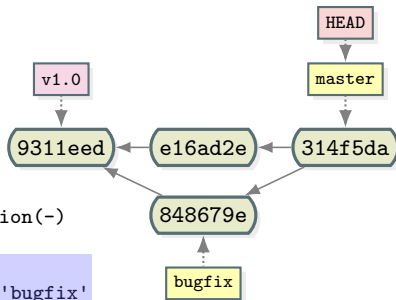 HEAD
v1.0
master
9311eed
e16ad2e
314f5da
ion(-)
848679e
bugfix
'bugfix'